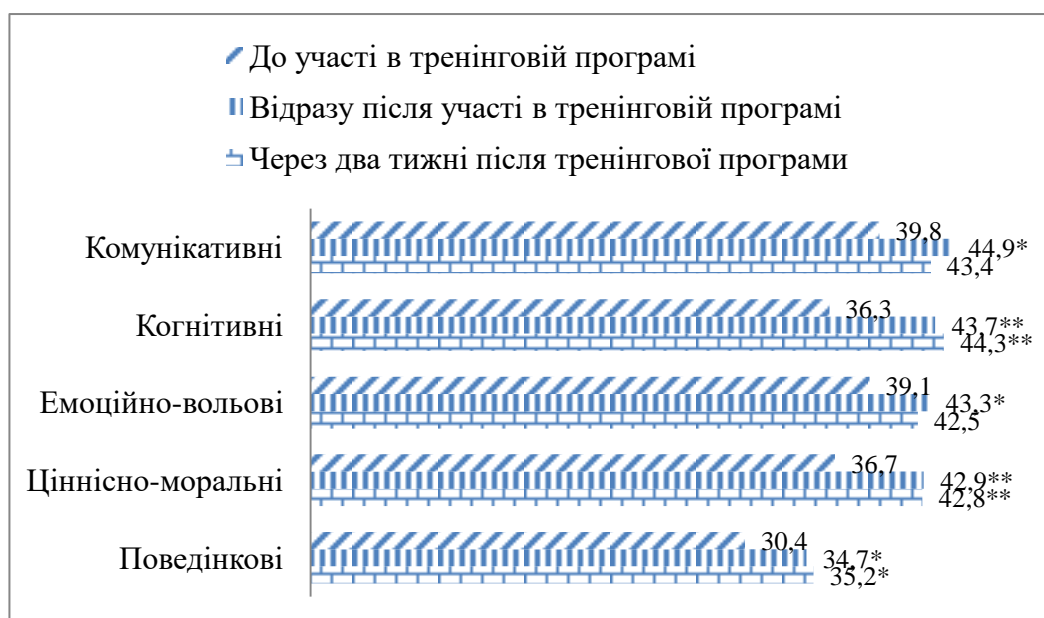 До участі в тренінговій програмі
Відразу після участі в тренінговій програмі
Через два тижні після тренінгової програми
Комунікативні
39,8
44,9*
43,4
Когнітивні
36,3
43,7**
44,3**
Емоційно-вольові
39,1
43,3*
42,5
Ціннісно-моральні
36,7
42,9**
42,8**
Поведінкові
30,4
34,7*
35,2*